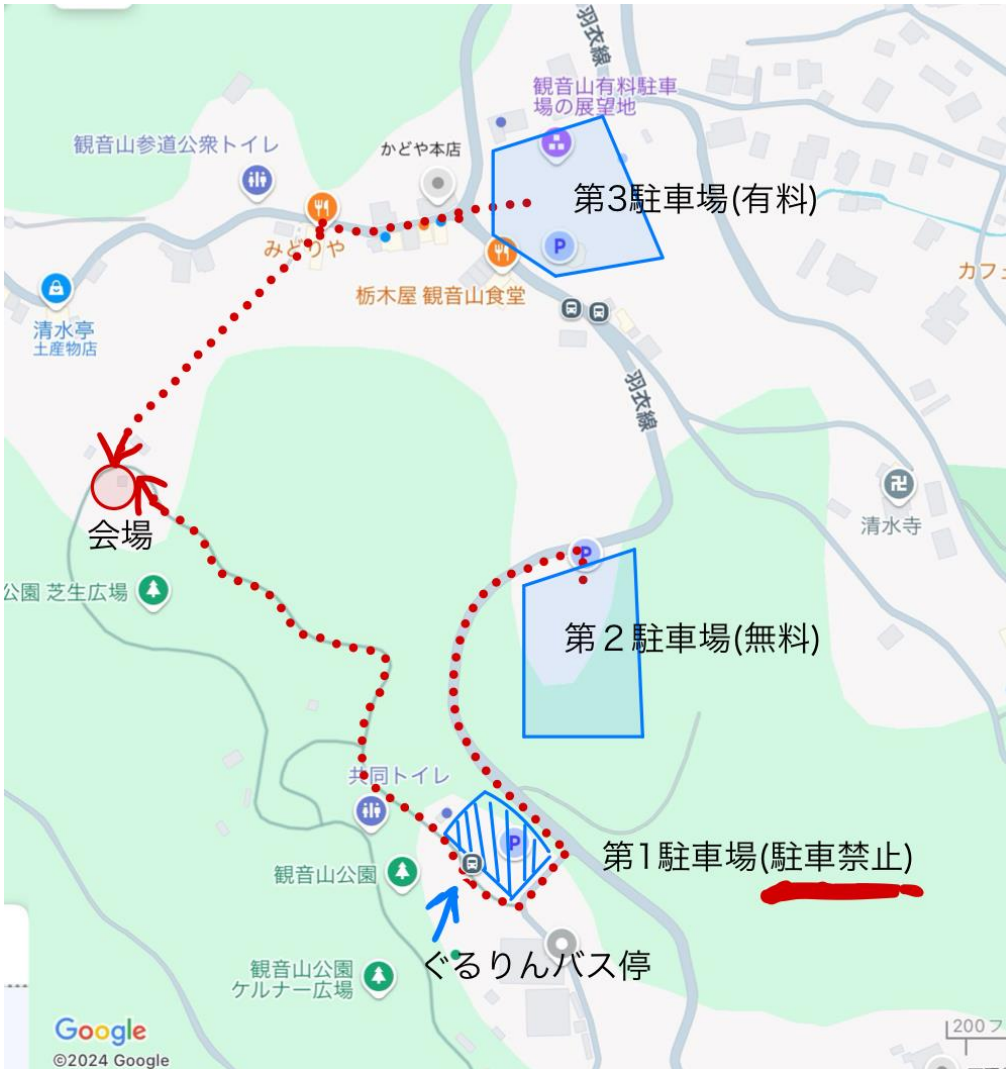 羽衣線
観音山有料駐車
場の展望地
観音山参道公衆トイレ
かどや本店
第3駐車場(有料)
P
みどりや
栃木屋 観音山食堂
カフェ
清水亭
土産物店
羽衣線
卍
清水寺
会場
P
公園 芝生広場
第2駐車場(無料)
共同トイレ
P
第1駐車場(駐車禁止)
観音山公園
ぐるりんバス停
観音山公園
ケルナー広場
200フ
Google
©2024 Google